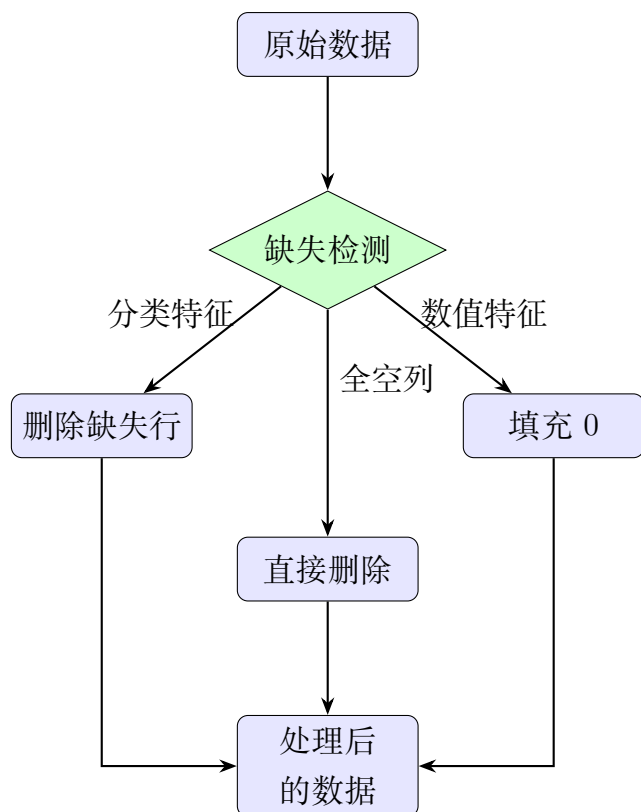 原始数据
缺失检测
分类特征
数值特征
全空列
删除缺失行
填充 0
直接删除
处理后
的数据